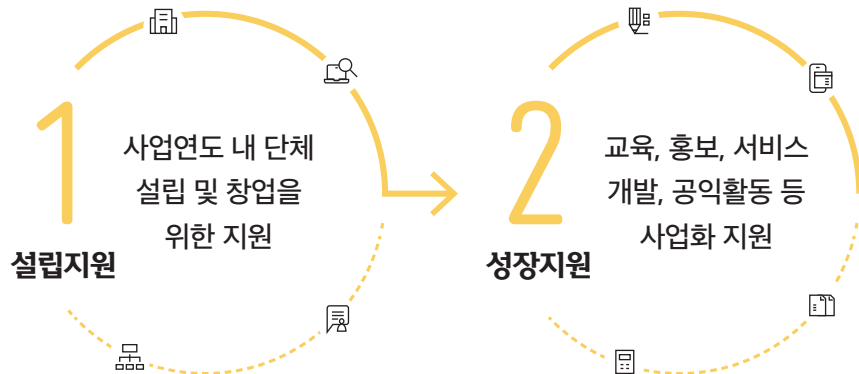 1
설립지원
사업연도 내 단체
설립 및 창업을
위한 지원
2
성장지원
교육, 홍보, 서비스
개발, 공익활동 등
사업화 지원